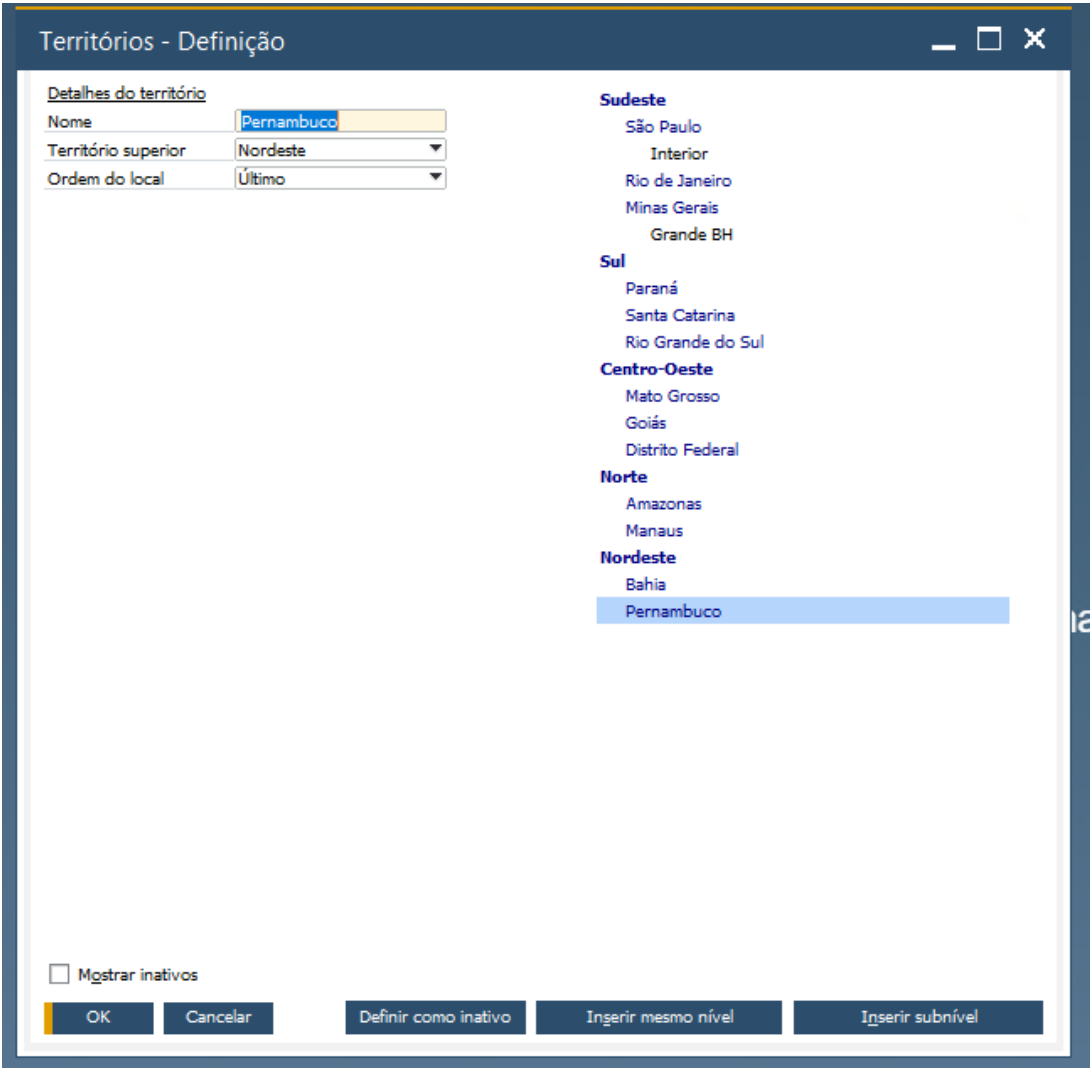 Territórios - Definição
Detalhes do território
Nome Pernambuco
Território superior Nordeste
Ordem do local Último
Sudeste
São Paulo
Interior
Rio de Janeiro
Minas Gerais
Grande BH
Sul
Paraná
Santa Catarina
Rio Grande do Sul
Centro-Oeste
Mato Grosso
Goiás
Distrito Federal
Norte
Amazonas
Manaus
Nordeste
Bahia
Pernambuco
Mostrar inativos
OK Cancelar Definir como inativo Inserir mesmo nível Inserir subnível